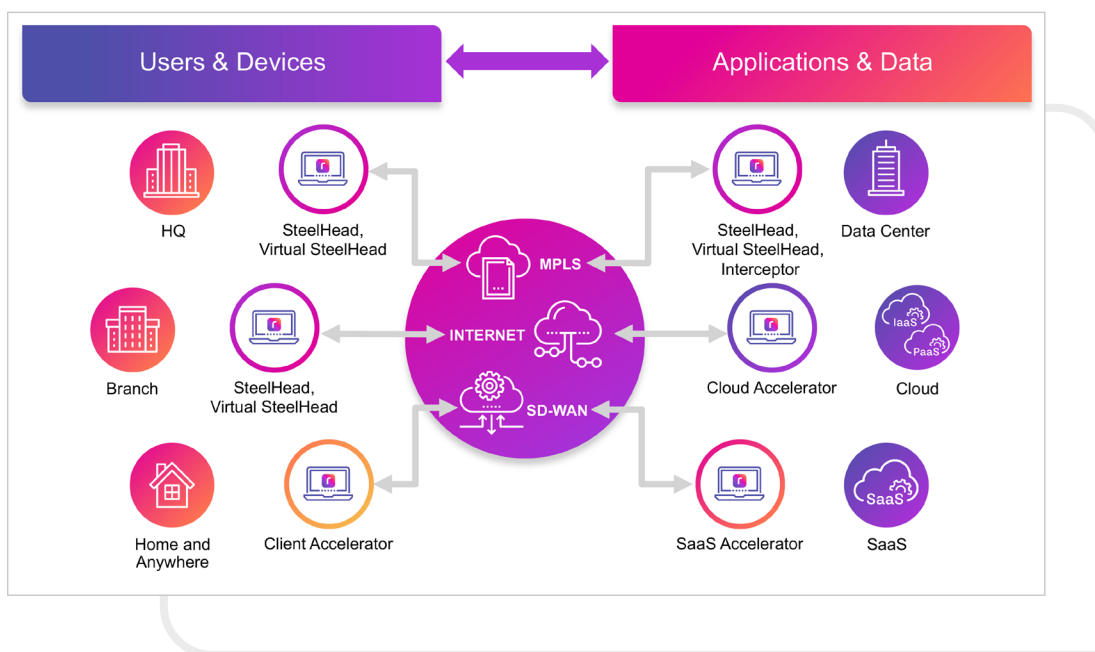 Users & Devices
Applications & Data
HQ
SteelHead,
Virtual SteelHead
SteelHead,
Virtual SteelHead,
Interceptor
Data Center
MPLS
Branch
SteelHead,
Virtual SteelHead
INTERNET
Cloud Accelerator
IaaS
PaaS
Cloud
SD-WAN
Home and
Anywhere
Client Accelerator
SaaS Accelerator
SaaS
SaaS